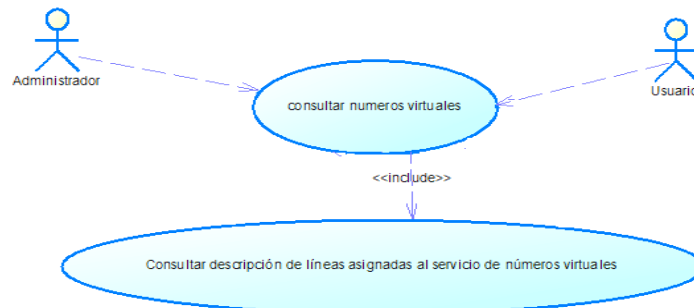 Administrador
Usuario
consultar numeros virtuales
<<include>>
Consultar descripción de líneas asignadas al servicio de números virtuales